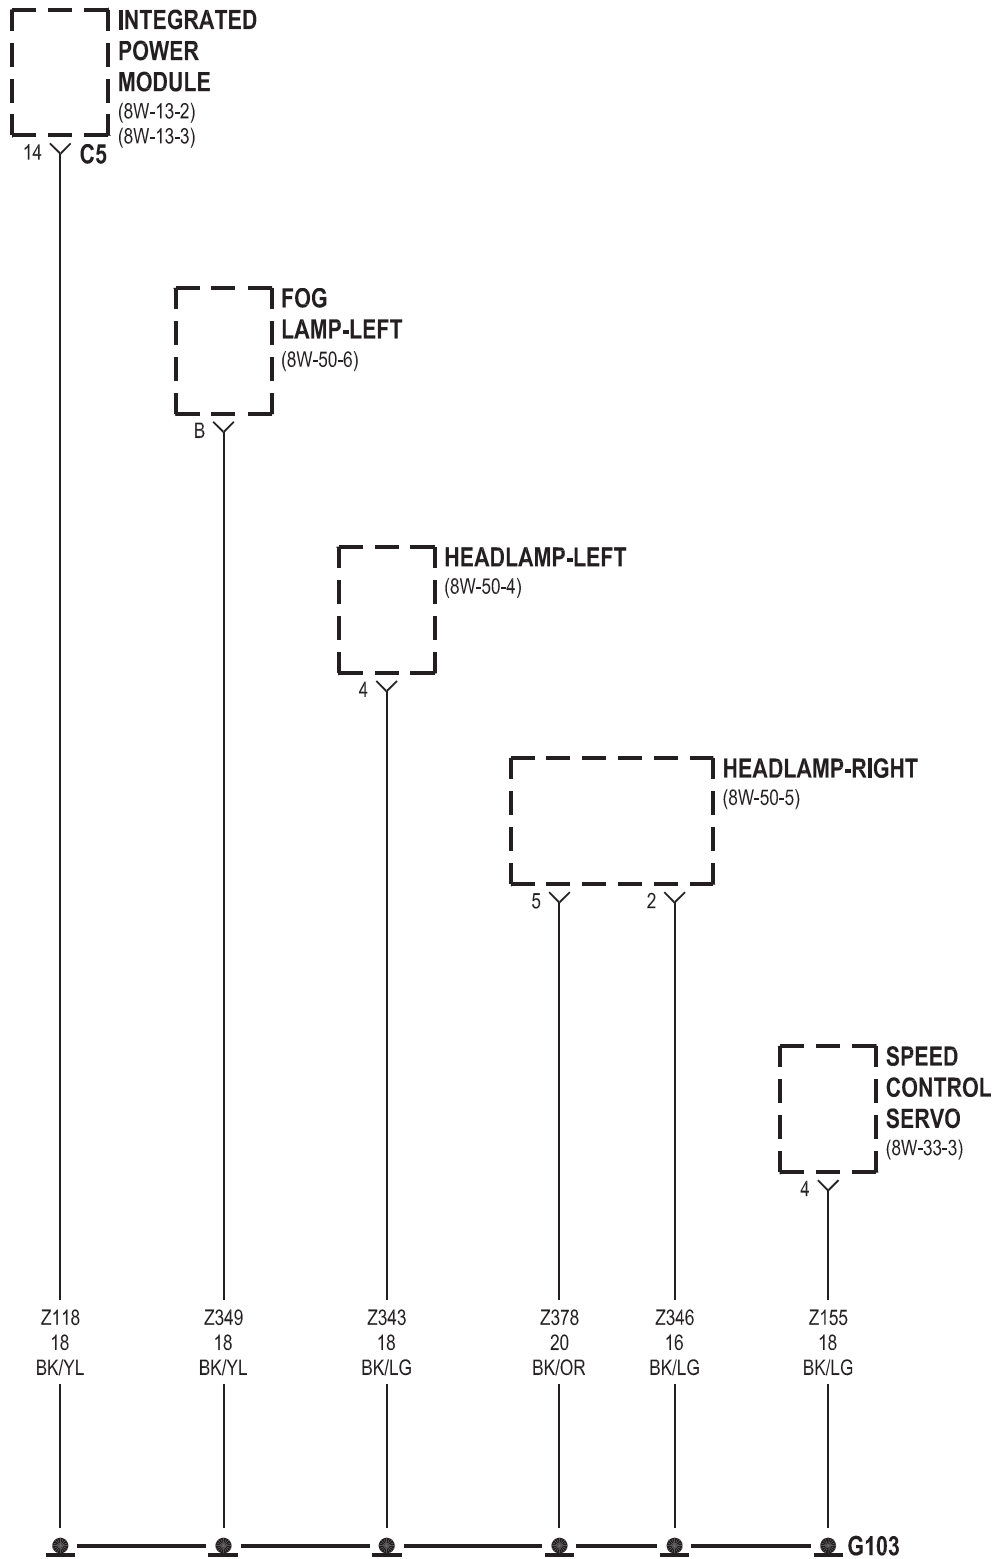 INTEGRATED
POWER
MODULE
(8W-13-2)
(8W-13-3)
14 C5
FOG
LAMP-LEFT
(8W-50-6)
B
HEADLAMP-LEFT
(8W-50-4)
4
HEADLAMP-RIGHT
(8W-50-5)
5 2
SPEED
CONTROL
SERVO
(8W-33-3)
4
Z118 Z349 Z343 Z378 Z346 Z155
18 18 18 20 16 18
BK/YL BK/YL BK/LG BK/OR BK/LG BK/LG
G103